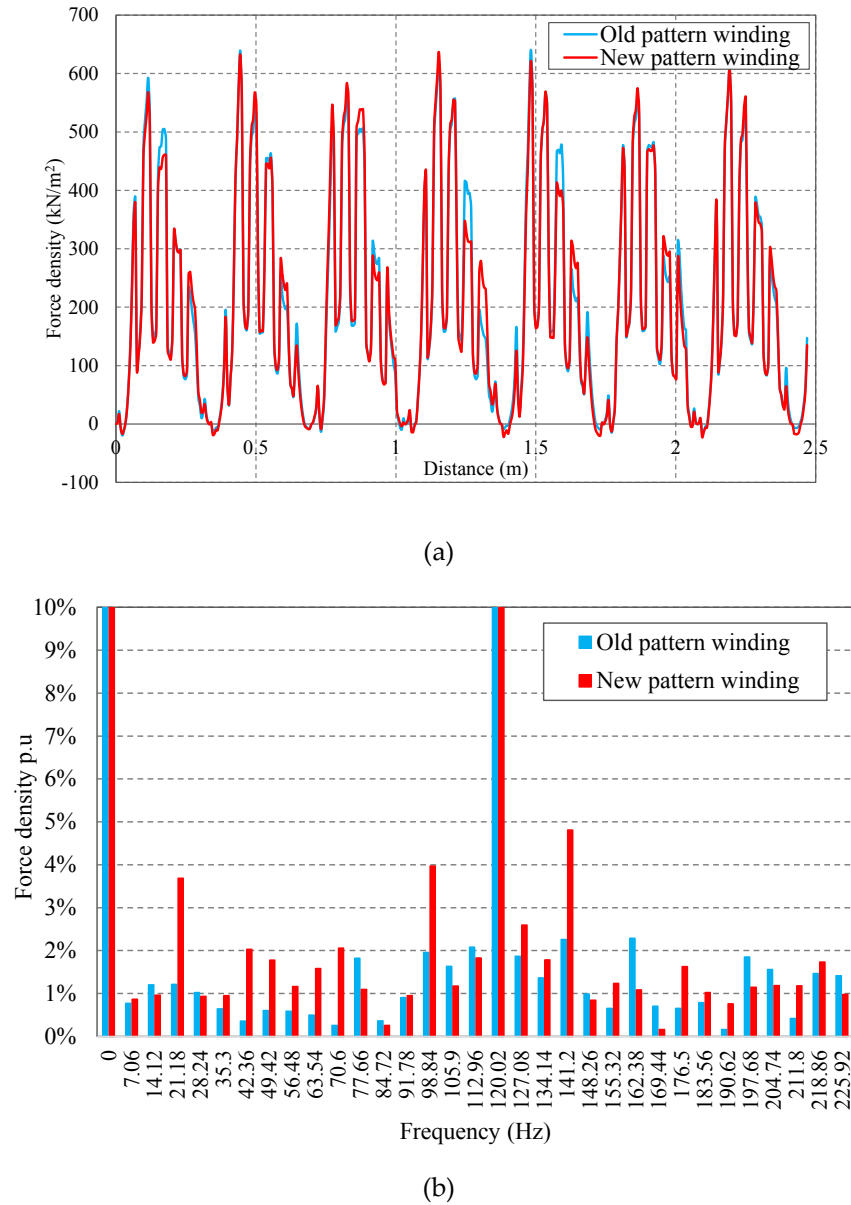 700
600
500
400
300
200
100
0
-100
Force density (kN/m²)
Old pattern winding
New pattern winding
0 0.5 1 1.5 2 2.5
Distance (m)
(a)
10%
9%
8%
7%
6%
5%
4%
3%
2%
1%
0%
Force density p.u
Old pattern winding
New pattern winding
0 7.06 14.12 21.18 28.24 35.3 42.36 49.42 56.48 63.54 70.6 77.66 84.72 91.78 98.84 105.9 112.96 120.02 127.08 134.14 141.2 148.26 155.32 162.38 169.44 176.5 183.56 190.62 197.68 204.74 211.8 218.86 225.92
Frequency (Hz)
(b)